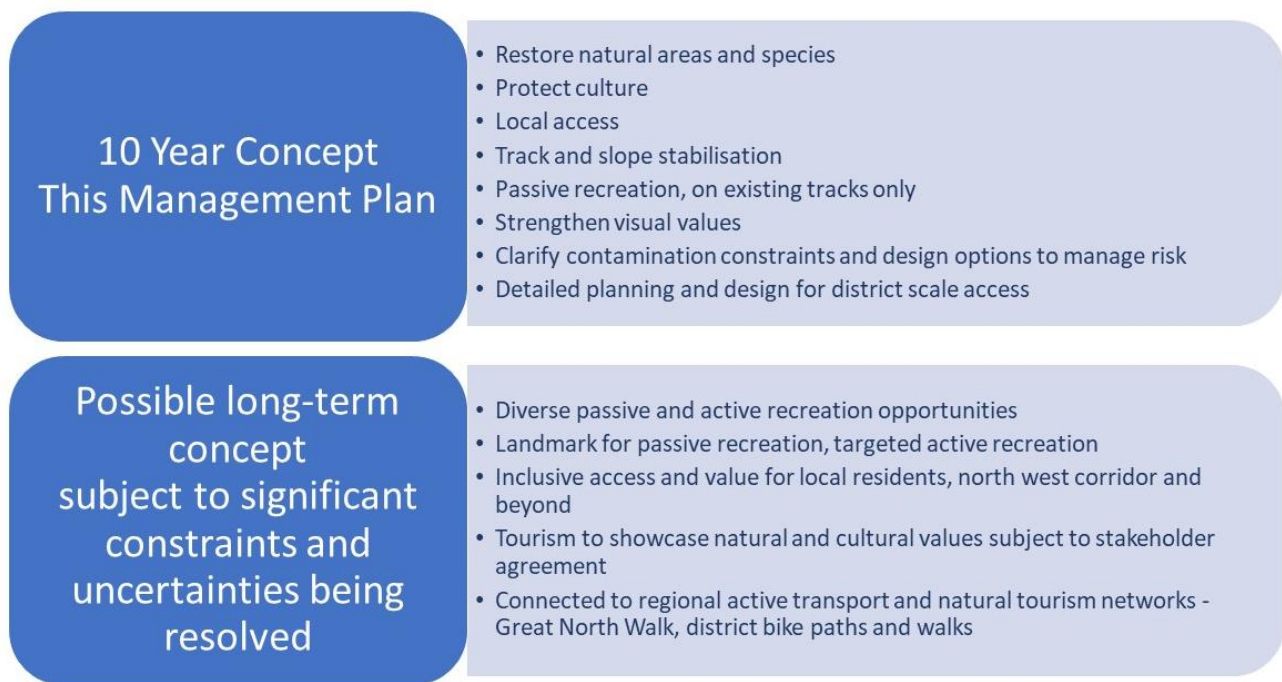 10 Year Concept
This Management Plan
• Restore natural areas and species
• Protect culture
• Local access
• Track and slope stabilisation
• Passive recreation, on existing tracks only
• Strengthen visual values
• Clarify contamination constraints and design options to manage risk
• Detailed planning and design for district scale access
Possible long-term
concept
subject to significant
constraints and
uncertainties being
resolved
• Diverse passive and active recreation opportunities
• Landmark for passive recreation, targeted active recreation
• Inclusive access and value for local residents, north west corridor and
beyond
• Tourism to showcase natural and cultural values subject to stakeholder
agreement
• Connected to regional active transport and natural tourism networks -
Great North Walk, district bike paths and walks